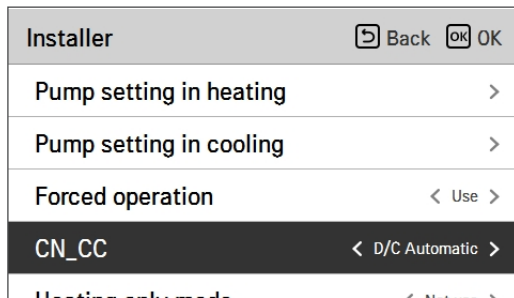 Installer Back OK OK
Pump setting in heating >
Pump setting in cooling >
Forced operation < Use >
CN_CC < D/C Automatic >